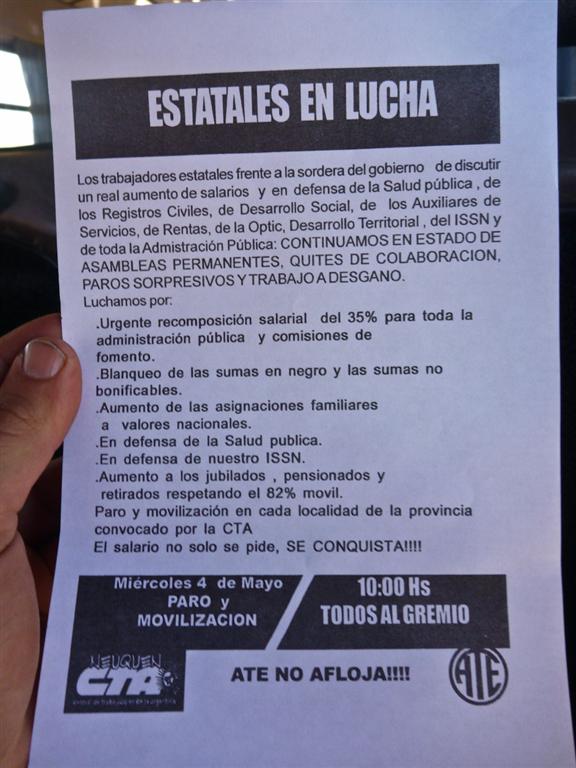 ESTATALES EN LUCHA
Los trabajadores estatales frente a la sordera del gobierno de discutir
un real aumento de salarios y en defensa de la Salud pública , de
los Registros Civiles, de Desarrollo Social, de los Auxiliares de
Servicios, de Rentas, de la Optic, Desarrollo Territorial , del ISSN y
de toda la Admistración Pública: CONTINUAMOS EN ESTADO DE
ASAMBLEAS PERMANENTES, QUITES DE COLABORACION,
PAROS SORPRESIVOS Y TRABAJO A DESGANO.
Luchamos por:
.Urgente recomposición salarial del 35% para toda la
administración pública y comisiones de
fomento.
.Blanqueo de las sumas en negro y las sumas no
bonificables.
.Aumento de las asignaciones familiares
a valores nacionales.
.En defensa de la Salud publica.
.En defensa de nuestro ISSN.
.Aumento a los jubilados , pensionados y
retirados respetando el 82% movil.
Paro y movilización en cada localidad de la provincia
convocado por la CTA
El salario no solo se pide, SE CONQUISTA!!!!
Miércoles 4 de Mayo
PARO y
MOVILIZACION
10:00 Hs
TODOS AL GREMIO
NEUQUEN
CTA
ATE NO AFLOJA!!!!
ATE